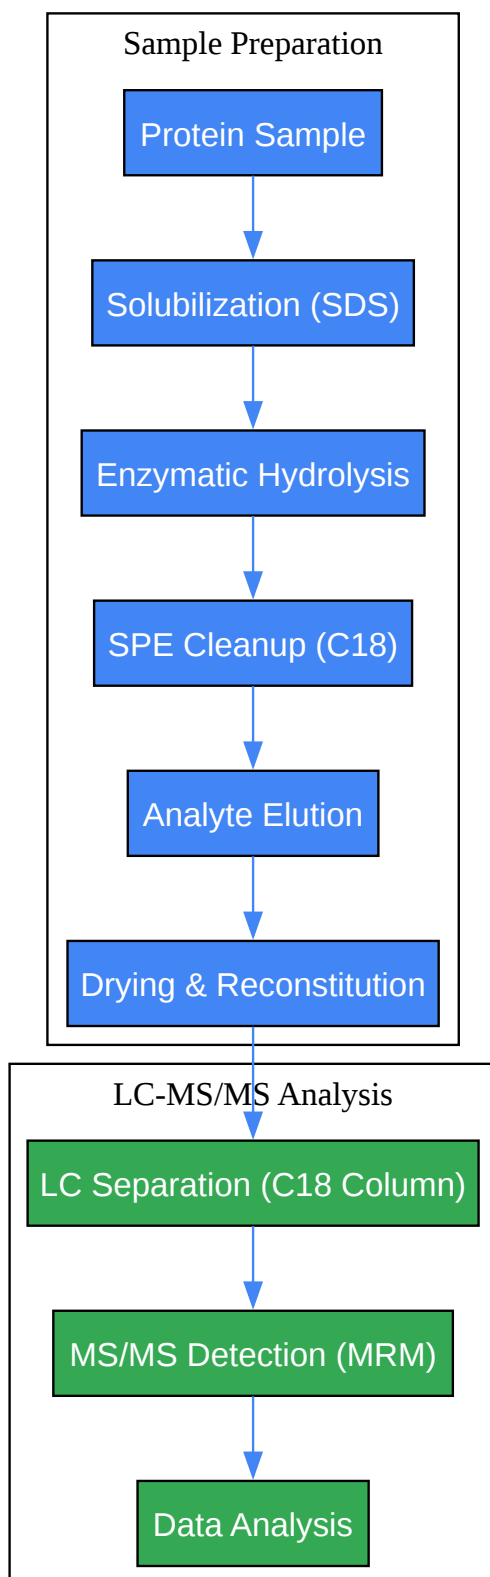 Sample Preparation
Protein Sample
Solubilization (SDS)
Enzymatic Hydrolysis
SPE Cleanup (C18)
Analyte Elution
Drying & Reconstitution
LC-MS/MS Analysis
LC Separation (C18 Column)
MS/MS Detection (MRM)
Data Analysis